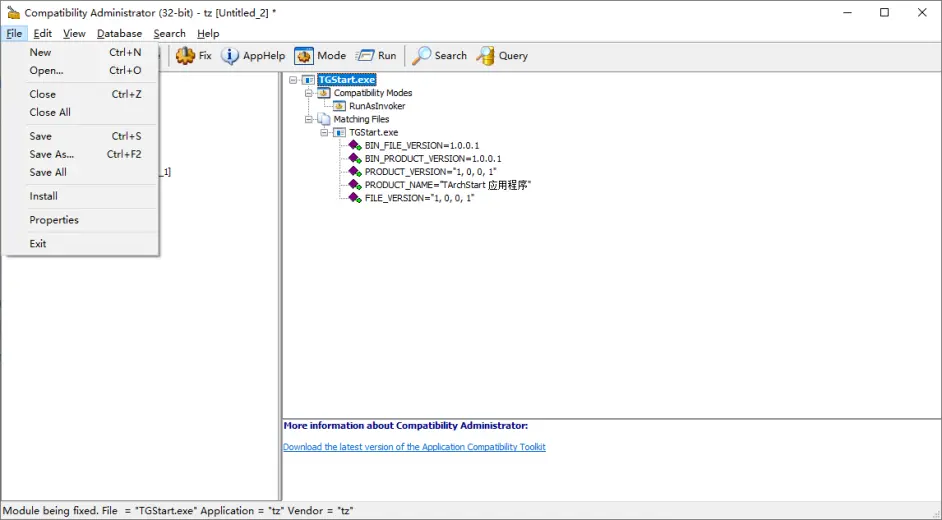 Compatibility Administrator (32-bit) - tz [Untitled_2] *
File Edit View Database Search Help
Fix AppHelp Mode Run Search Query
New Ctrl+N
Open... Ctrl+O
Close Ctrl+Z
Close All
Save Ctrl+S
Save As... Ctrl+F2
Save All
Install
Properties
Exit
_1]
TGStart.exe
Compatibility Modes
RunAsInvoker
Matching Files
TGStart.exe
BIN_FILE_VERSION=1.0.0.1
BIN_PRODUCT_VERSION=1.0.0.1
PRODUCT_VERSION="1, 0, 0, 1"
PRODUCT_NAME="TArchStart 应用程序"
FILE_VERSION="1, 0, 0, 1"
More information about Compatibility Administrator:
Download the latest version of the Application Compatibility Toolkit
Module being fixed. File = "TGStart.exe" Application = "tz" Vendor = "tz"